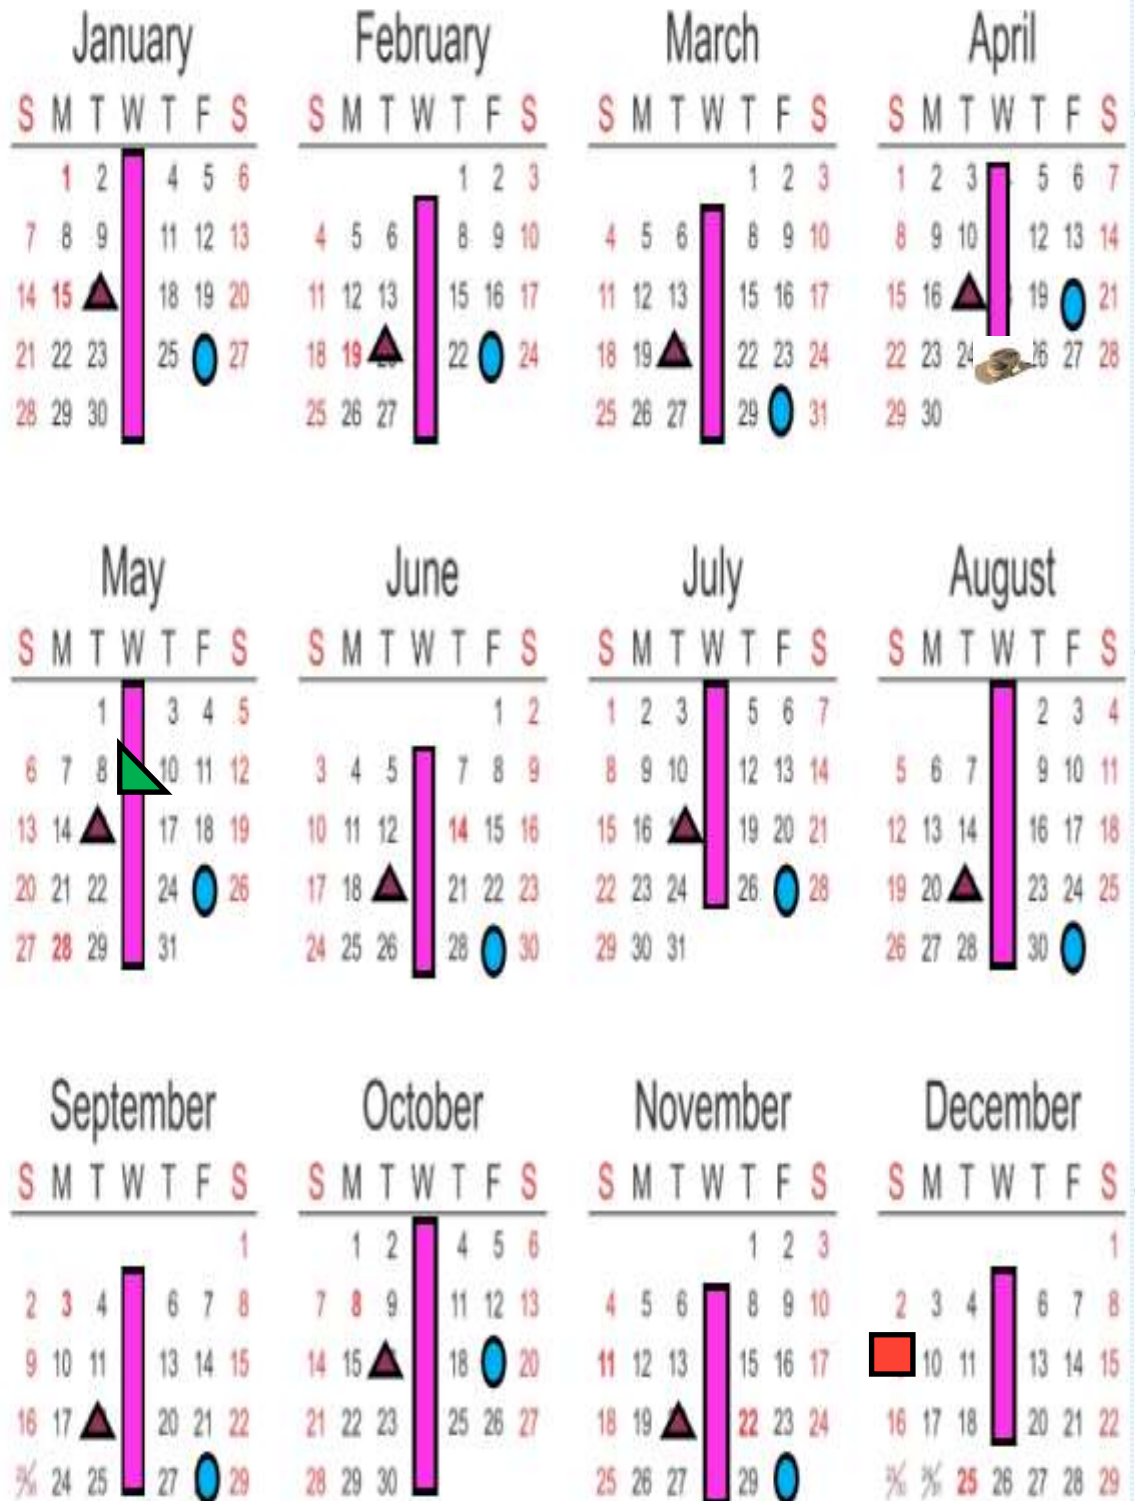 January February March April
S M T W T F S S M T W T F S S M T W T F S S M T W T F S
1 2 4 5 6 1 2 3 1 2 3 1 2 3 5 6 7
7 8 9 11 12 13 4 5 6 8 9 10 4 5 6 8 9 10 8 9 10 12 13 14
14 15 18 19 20 11 12 13 15 16 17 11 12 13 15 16 17 15 16 19 21
21 22 23 25 27 18 19 22 24 18 19 22 23 24 22 23 24 26 27 28
28 29 30 25 26 27 25 26 27 29 31 29 30
May June July August
S M T W T F S S M T W T F S S M T W T F S S M T W T F S
1 3 4 5 1 2 1 2 3 5 6 7 2 3 4
6 7 8 10 11 12 3 4 5 7 8 9 8 9 10 12 13 14 5 6 7 9 10 11
13 14 17 18 19 10 11 12 14 15 16 15 16 19 20 21 12 13 14 16 17 18
20 21 22 24 26 17 18 21 22 23 22 23 24 26 28 19 20 23 24 25
27 28 29 31 24 25 26 28 30 29 30 31 26 27 28 30
September October November December
S M T W T F S S M T W T F S S M T W T F S S M T W T F S
1 1 2 4 5 6 1 2 3 1
2 3 4 6 7 8 7 8 9 11 12 13 4 5 6 8 9 10 2 3 4 6 7 8
9 10 11 13 14 15 14 15 18 20 11 12 13 15 16 17 10 11 13 14 15
16 17 20 21 22 21 22 23 25 26 27 18 19 22 23 24 16 17 18 20 21 22
24 25 27 29 28 29 30 25 26 27 29 25 26 27 28 29